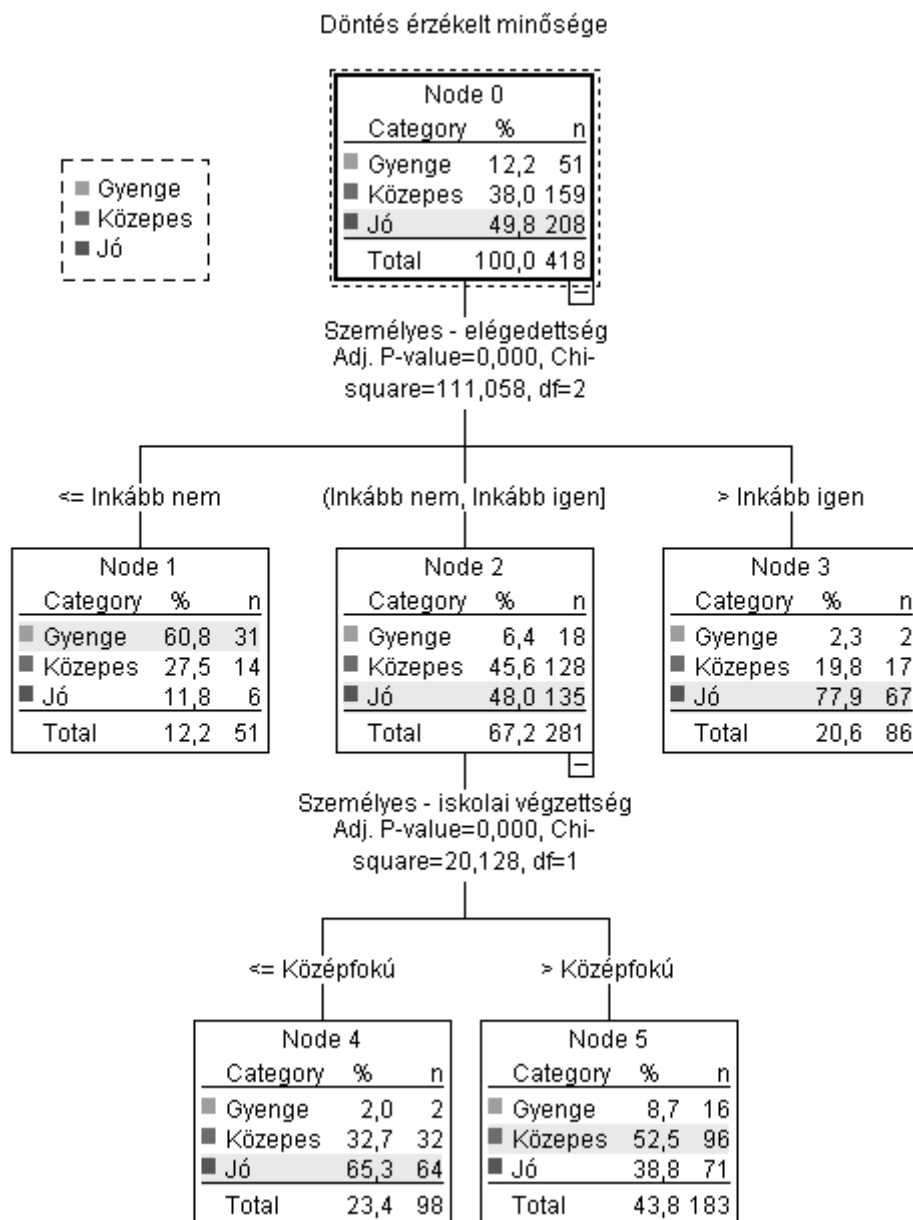 Döntés érzékelt minősége
Node 0
Category % n
Gyenge 12,2 51
Közepes 38,0 159
Jó 49,8 208
Total 100,0 418
Gyenge
Közepes
Jó
Személyes - elégedettség
Adj. P-value=0,000, Chi-
square=111,058, df=2
<= Inkább nem
(Inkább nem, Inkább igen]
> Inkább igen
Node 1
Category % n
Gyenge 60,8 31
Közepes 27,5 14
Jó 11,8 6
Total 12,2 51
Node 2
Category % n
Gyenge 6,4 18
Közepes 45,6 128
Jó 48,0 135
Total 67,2 281
Node 3
Category % n
Gyenge 2,3 2
Közepes 19,8 17
Jó 77,9 67
Total 20,6 86
Személyes - iskolai végzettség
Adj. P-value=0,000, Chi-
square=20,128, df=1
<= Középfokú
> Középfokú
Node 4
Category % n
Gyenge 2,0 2
Közepes 32,7 32
Jó 65,3 64
Total 23,4 98
Node 5
Category % n
Gyenge 8,7 16
Közepes 52,5 96
Jó 38,8 71
Total 43,8 183